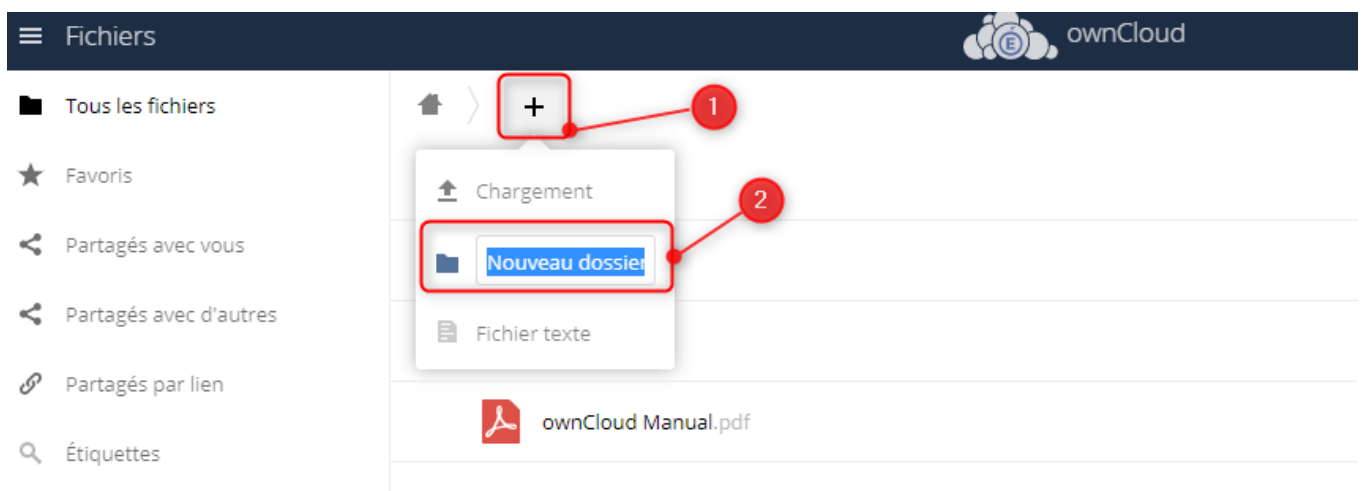 Fichiers
ownCloud
Tous les fichiers
Favoris
Partagés avec vous
Partagés avec d'autres
Partagés par lien
Étiquettes
+
1
Chargement
2
Nouveau dossier
Fichier texte
ownCloud Manual.pdf